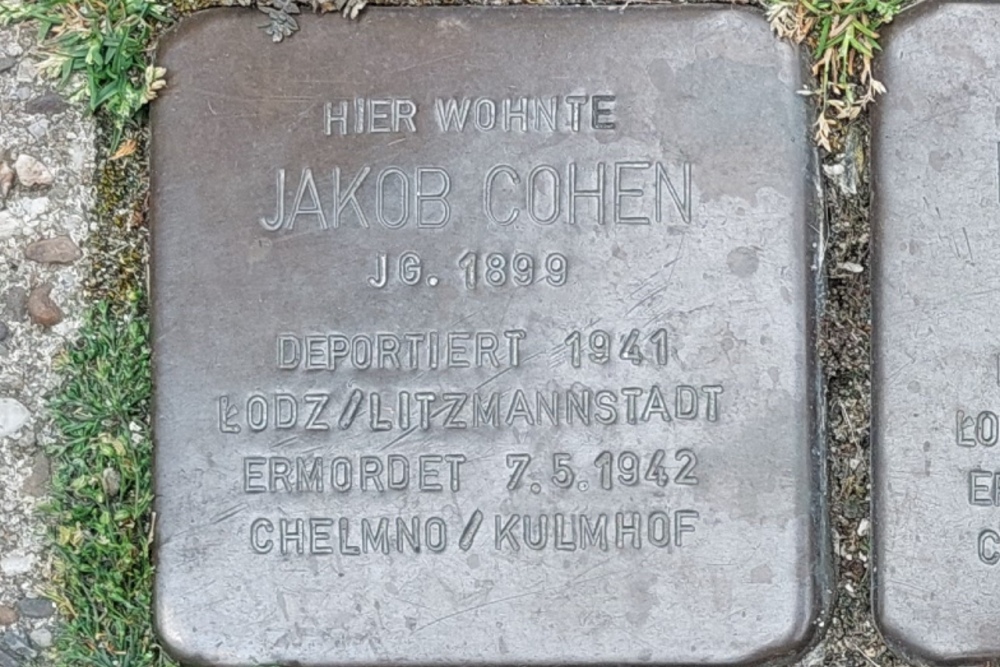 HIER WOHNTE
JAKOB COHEN
JG. 1899
DEPORTIERT 1941
ŁODZ/LITZMANNSTADT
ERMORDET 7.5.1942
CHELMNO/KULMHOF